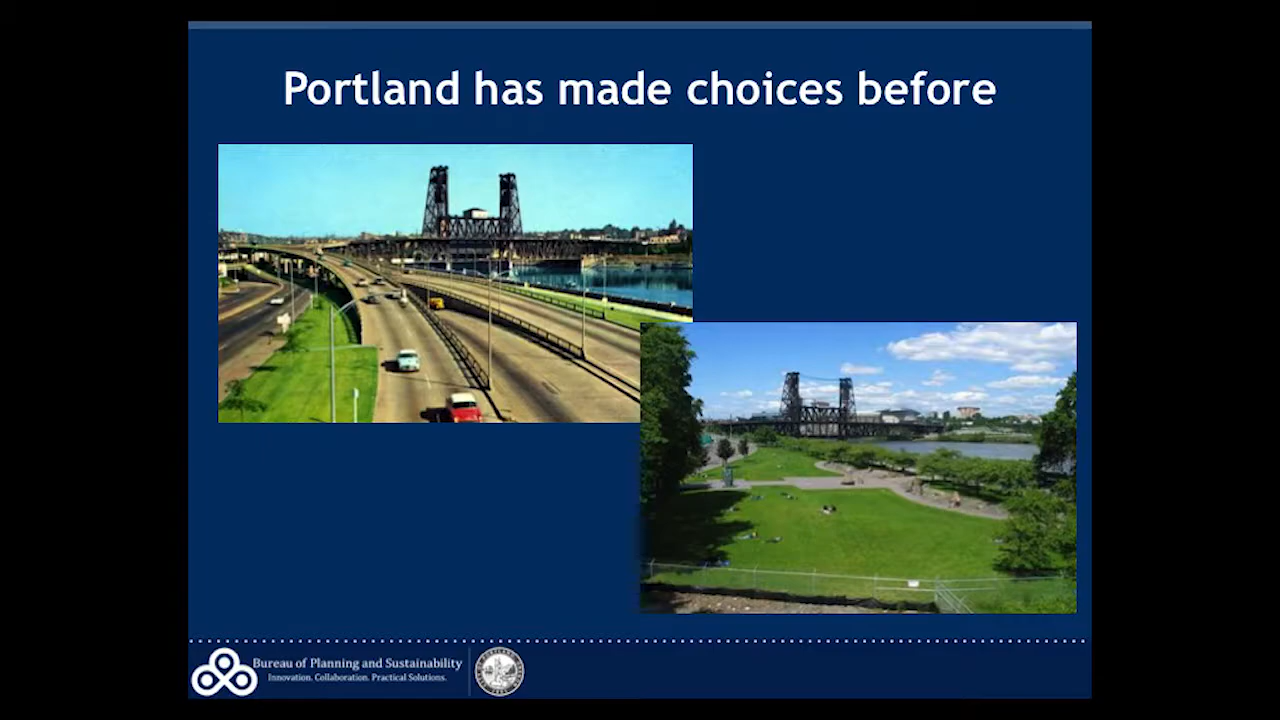 Portland has made choices before
Bureau of Planning and Sustainability
Innovation. Collaboration. Practical Solutions.